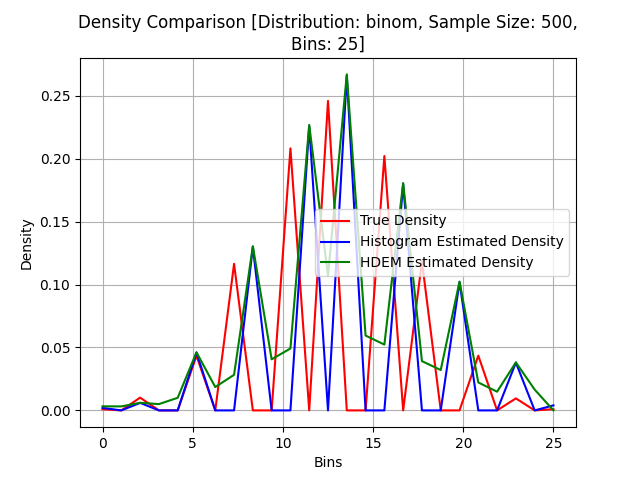 Density Comparison [Distribution: binom, Sample Size: 500,
Bins: 25]
Density
0.25
0.20
0.15
0.10
0.05
0.00
True Density
Histogram Estimated Density
HDEM Estimated Density
0 5 10 15 20 25
Bins